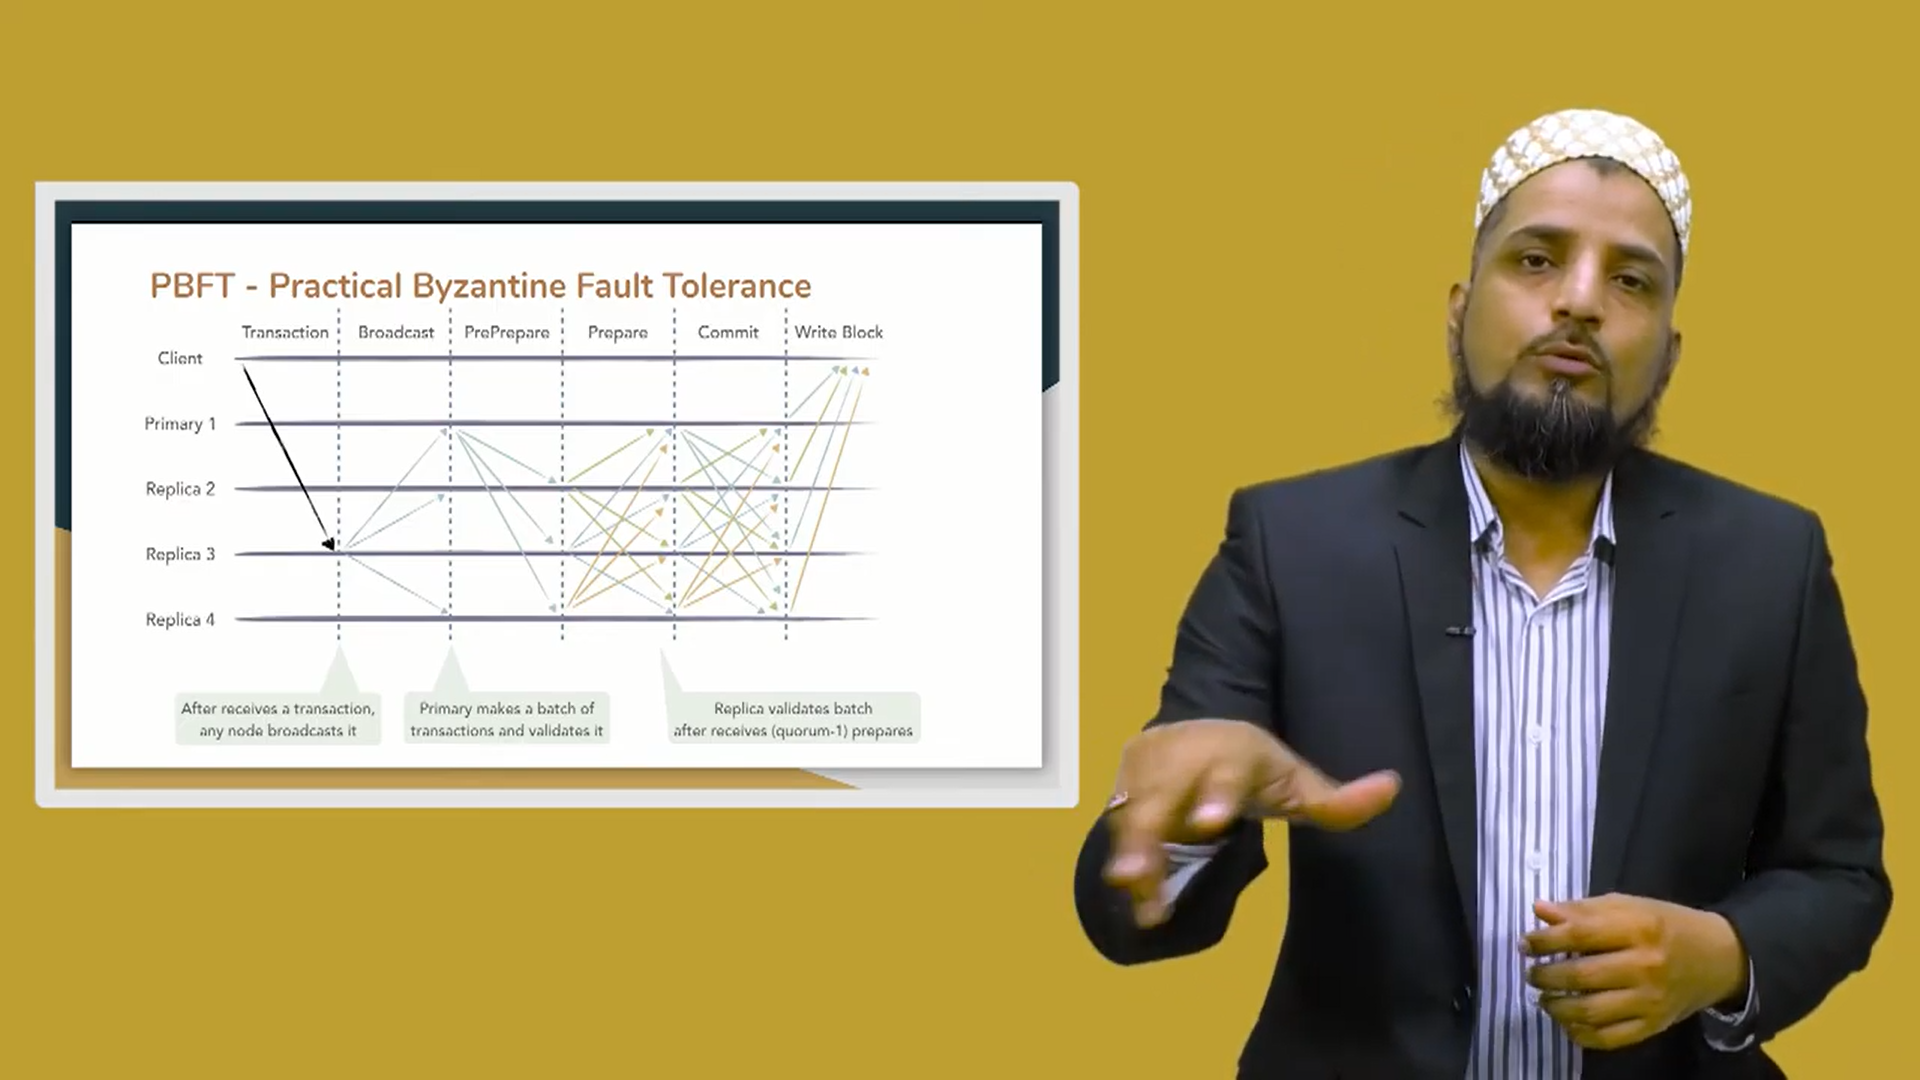 PBFT - Practical Byzantine Fault Tolerance
Transaction Broadcast PrePrepare Prepare Commit Write Block
Client
Primary 1
Replica 2
Replica 3
Replica 4
After receives a transaction,
any node broadcasts it
Primary makes a batch of
transactions and validates it
Replica validates batch
after receives (quorum-1) prepares